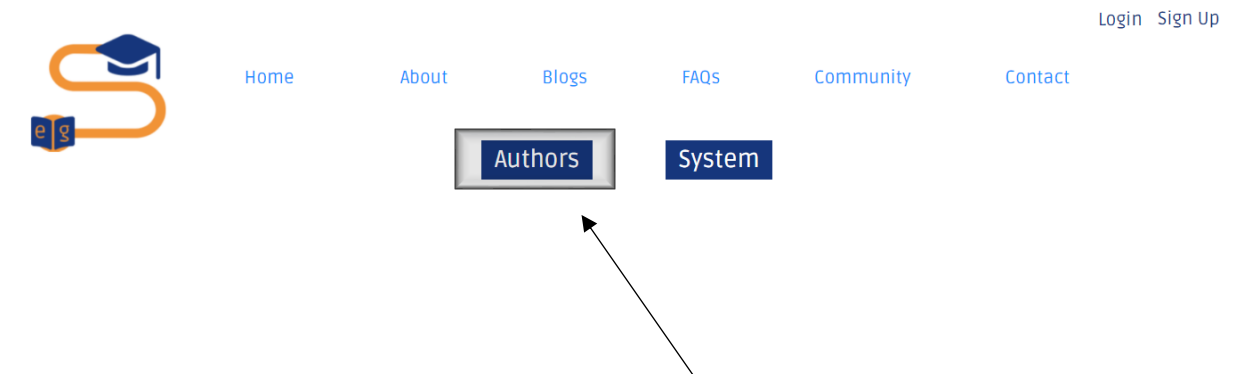 Login Sign Up
Home About Blogs FAQs Community Contact
e g
Authors System